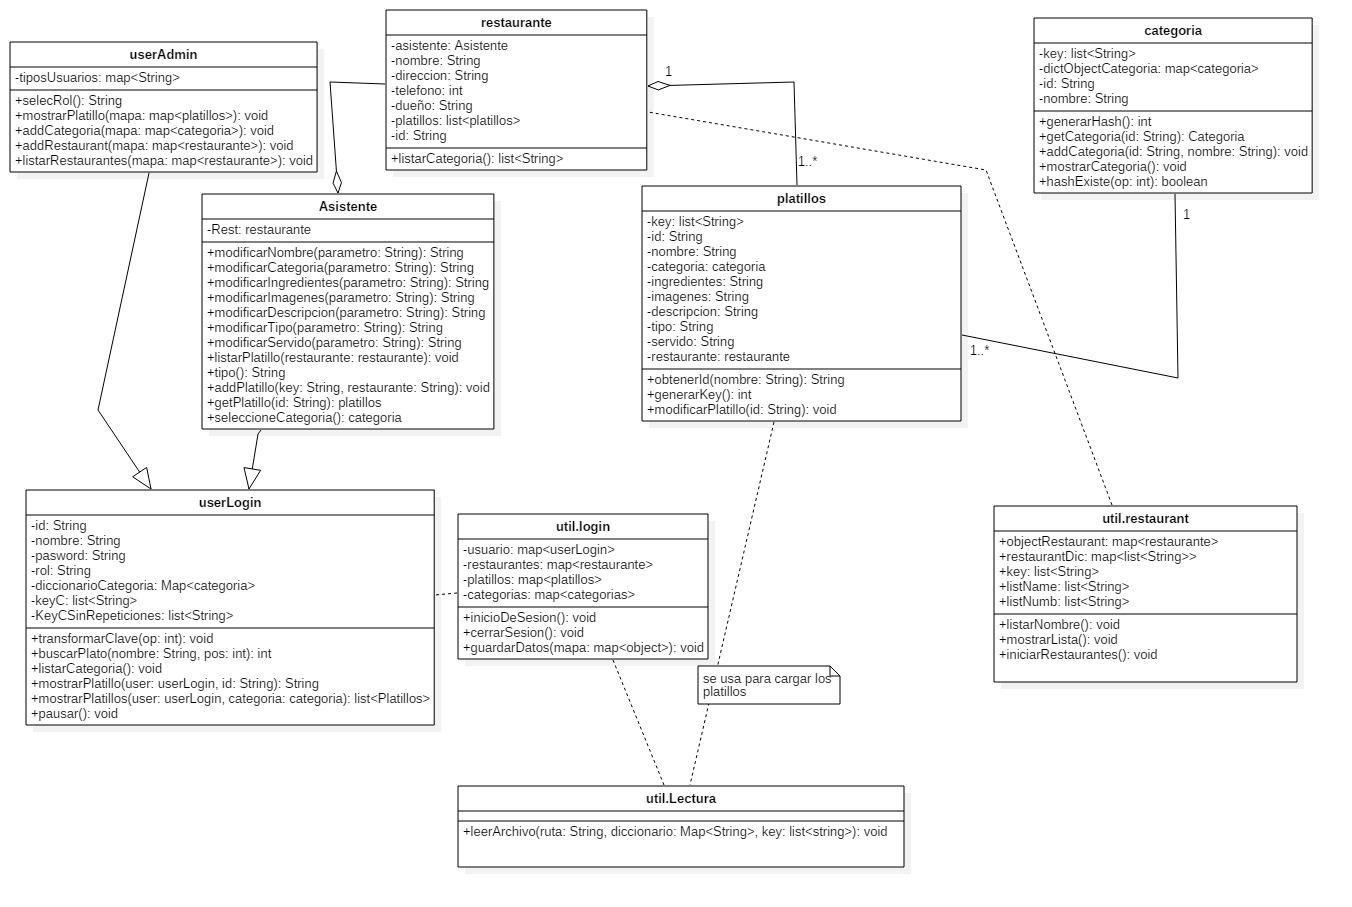 userAdmin
-tiposUsuarios: map<String>
+selecRol(): String
+mostrarPlatillo(mapa: map<platillos>): void
+addCategoria(mapa: map<categoria>): void
+addRestaurant(mapa: map<restaurante>): void
+listarRestaurantes(mapa: map<restaurante>): void
restaurante
-asistente: Asistente
-nombre: String
-direccion: String
-telefono: int
-dueño: String
-platillos: list<platillos>
-id: String
+listarCategoria(): list<String>
1
1..*
categoria
-key: list<String>
-dictObjectCategoria: map<categoria>
-id: String
-nombre: String
+generarHash(): int
+getCategoria(id: String): Categoria
+addCategoria(id: String, nombre: String): void
+mostrarCategoria(): void
+hashExiste(op: int): boolean
1
1..*
Asistente
-Rest: restaurante
+modificarNombre(parametro: String): String
+modificarCategoria(parametro: String): String
+modificarIngredientes(parametro: String): String
+modificarImagenes(parametro: String): String
+modificarDescripcion(parametro: String): String
+modificarTipo(parametro: String): String
+modificarServido(parametro: String): String
+listarPlatillo(restaurante: restaurante): void
+tipo(): String
+addPlatillo(key: String, restaurante: String): void
+getPlatillo(id: String): platillos
+seleccioneCategoria(): categoria
platillos
-key: list<String>
-id: String
-nombre: String
-categoria: categoria
-ingredientes: String
-imagenes: String
-descripcion: String
-tipo: String
-servido: String
-restaurante: restaurante
+obtenerId(nombre: String): String
+generarKey(): int
+modificarPlatillo(id: String): void
userLogin
-id: String
-nombre: String
-pasword: String
-rol: String
-diccionarioCategoria: Map<categoria>
-keyC: list<String>
-KeyCSinRepeticiones: list<String>
+transformarClave(op: int): void
+buscarPlato(nombre: String, pos: int): int
+listarCategoria(): void
+mostrarPlatillo(user: userLogin, id: String): String
+mostrarPlatillos(user: userLogin, categoria: categoria): list<Platillos>
+pausar(): void
util.login
-usuario: map<userLogin>
-restaurantes: map<restaurante>
-platillos: map<platillos>
-categorias: map<categorias>
+inicioDeSesion(): void
+cerrarSesion(): void
+guardarDatos(mapa: map<object>): void
se usa para cargar los
platillos
util.restaurant
+objectRestaurant: map<restaurante>
+restaurantDic: map<list<String>>
+key: list<String>
+listName: list<String>
+listNumb: list<String>
+listarNombre(): void
+mostrarLista(): void
+iniciarRestaurantes(): void
util.Lectura
+leerArchivo(ruta: String, diccionario: Map<String>, key: list<string>): void